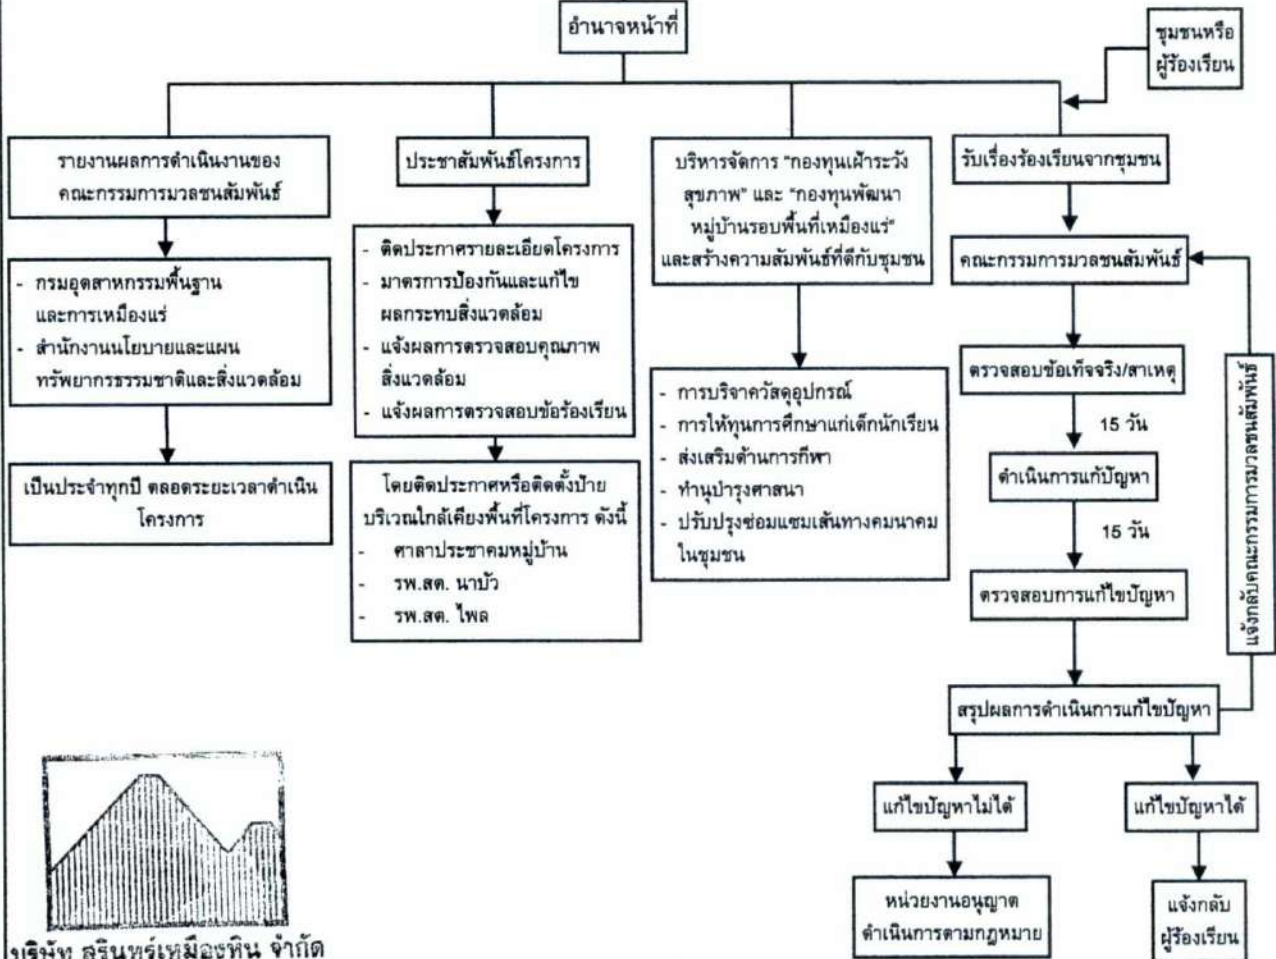 อำนาจหน้าที่
ชุมชนหรือ
ผู้ร้องเรียน
รายงานผลการดำเนินงานของ
คณะกรรมการมวลชนสัมพันธ์
- กรมอุตสาหกรรมพื้นฐาน
และการเหมืองแร่
- สำนักงานนโยบายและแผน
ทรัพยากรธรรมชาติและสิ่งแวดล้อม
เป็นประจำทุกปี ตลอดระยะเวลาดำเนิน
โครงการ
ประชาสัมพันธ์โครงการ
- ติดประกาศรายละเอียดโครงการ
- มาตรการป้องกันและแก้ไข
ผลกระทบสิ่งแวดล้อม
- แจ้งผลการตรวจสอบคุณภาพ
สิ่งแวดล้อม
- แจ้งผลการตรวจสอบข้อร้องเรียน
โดยติดประกาศหรือติดตั้งป้าย
บริเวณใกล้เคียงพื้นที่โครงการ ดังนี้
- ศาลาประชาคมหมู่บ้าน
- รพ.สต. นาบัว
- รพ.สต. ไพล
บริหารจัดการ "กองทุนเฝ้าระวัง
สุขภาพ" และ "กองทุนพัฒนา
หมู่บ้านรอบพื้นที่เหมืองแร่"
และสร้างความสัมพันธ์ที่ดีกับชุมชน
- การบริจาควัสดุอุปกรณ์
- การให้ทุนการศึกษาแก่เด็กนักเรียน
- ส่งเสริมด้านการกีฬา
- ทำนุบำรุงศาสนา
- ปรับปรุงซ่อมแซมเส้นทางคมนาคม
ในชุมชน
รับเรื่องร้องเรียนจากชุมชน
คณะกรรมการมวลชนสัมพันธ์
ตรวจสอบข้อเท็จจริง/สาเหตุ
15 วัน
ดำเนินการแก้ปัญหา
15 วัน
ตรวจสอบการแก้ไขปัญหา
แจ้งกลับคณะกรรมการมวลชนสัมพันธ์
สรุปผลการดำเนินการแก้ไขปัญหา
แก้ไขปัญหาไม่ได้
แก้ไขปัญหาได้
หน่วยงานอนุญาต
ดำเนินการตามกฎหมาย
แจ้งกลับ
ผู้ร้องเรียน
บริษัท สุรินทร์เหมืองหิน จำกัด